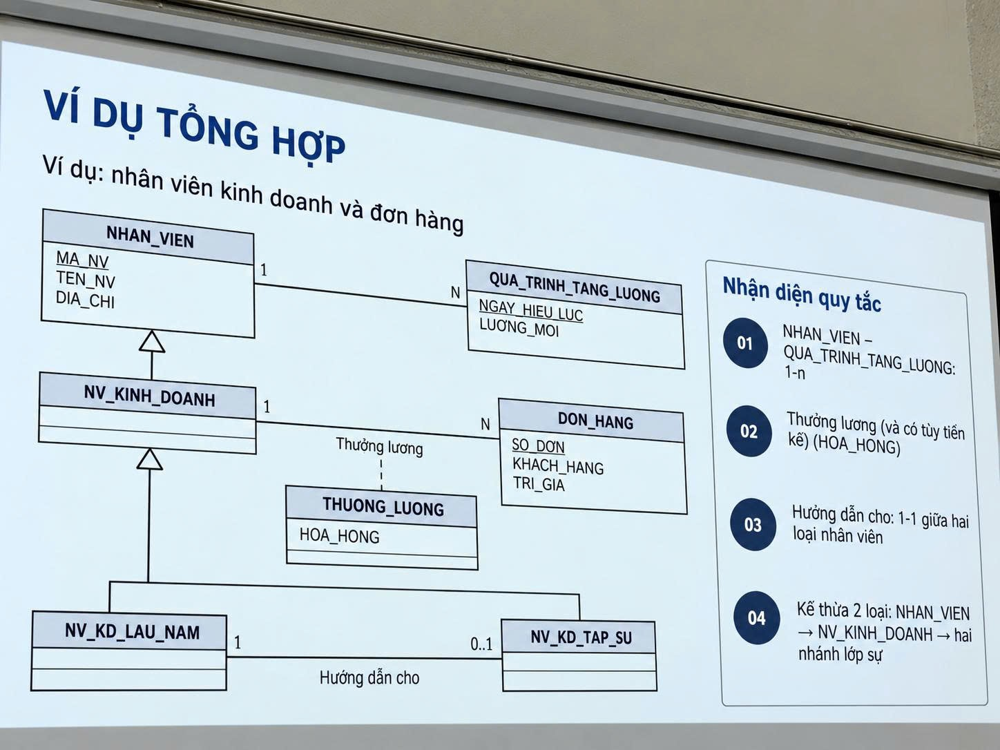 VÍ DỤ TỔNG HỢP
Ví dụ: nhân viên kinh doanh và đơn hàng
NHAN_VIEN
MA_NV
TEN_NV
DIA_CHI
1
N
QUA_TRINH_TANG_LUONG
NGAY_HIEU_LUC
LUONG_MOI
NV_KINH_DOANH
1
N
Thưởng lương
DON_HANG
SO_DƠN
KHACH_HANG
TRI_GIA
THUONG_LUONG
HOA_HONG
NV_KD_LAU_NAM
1
0..1
Hướng dẫn cho
NV_KD_TAP_SU
Nhận diện quy tắc
01
NHAN_VIEN –
QUA_TRINH_TANG_LUONG:
1-n
02
Thưởng lương (và có tùy tiền
kế) (HOA_HONG)
03
Hưởng dẫn cho: 1-1 giữa hai
loại nhân viên
04
Kế thừa 2 loại: NHAN_VIEN
→ NV_KINH_DOANH → hai
nhánh lớp sự